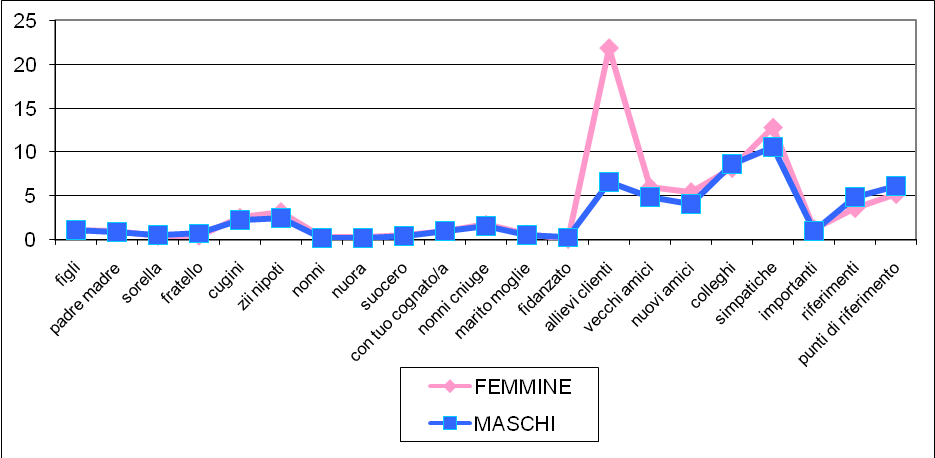 25
20
15
10
5
0
figli
padre madre
sorella
fratello
cugini
zii nipoti
nonni
nuora
suocero
con tuo cognato/a
nonni cniuge
marito moglie
fidanzato
allievi clienti
vecchi amici
nuovi amici
colleghi
simpatiche
importanti
riferimenti
punti di riferimento
FEMMINE
MASCHI